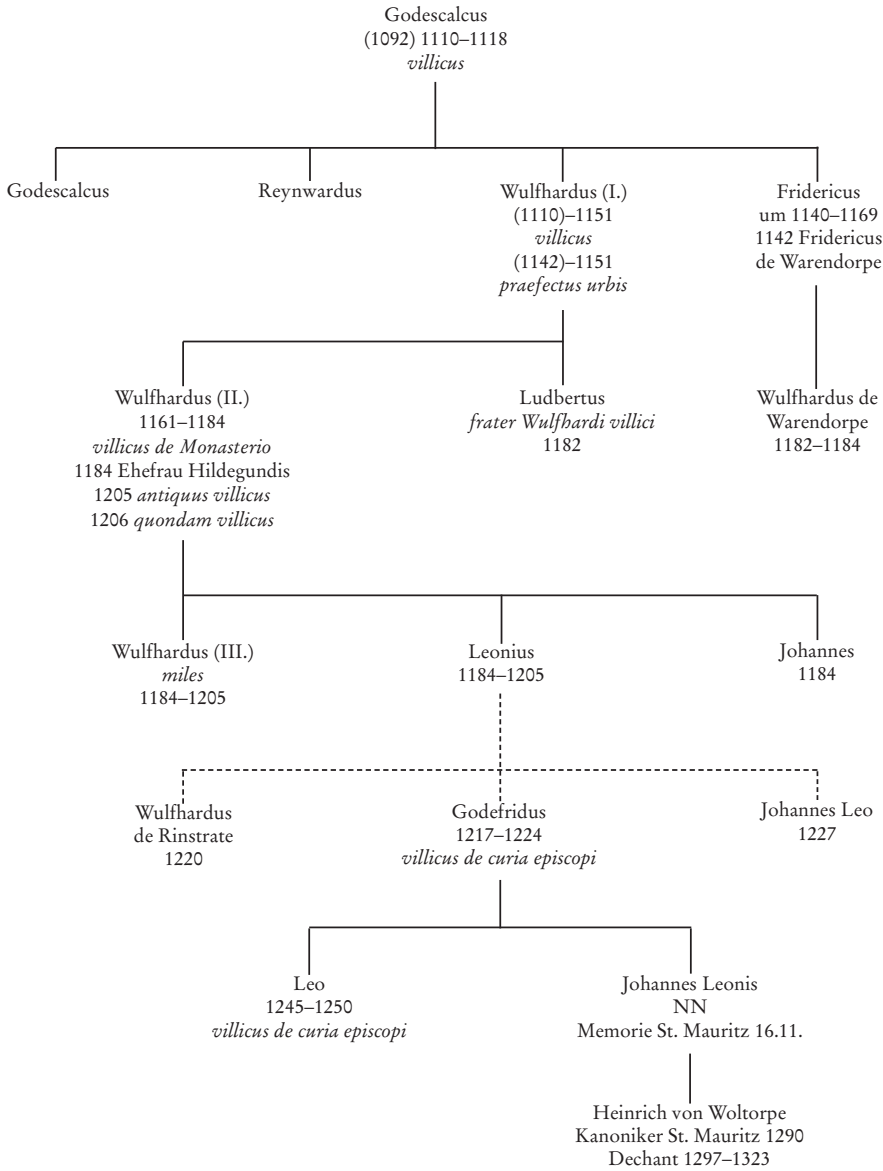 Godescalcus
(1092) 1110–1118
villicus
Godescalcus
Reynwardus
Wulfhardus (I.)
(1110)–1151
villicus
(1142)–1151
praefectus urbis
Fridericus
um 1140–1169
1142 Fridericus
de Warendorpe
Wulfhardus (II.)
1161–1184
villicus de Monasterio
1184 Ehefrau Hildegundis
1205 antiquus villicus
1206 quondam villicus
Ludbertus
frater Wulfhardi villici
1182
Wulfhardus de
Warendorpe
1182–1184
Wulfhardus (III.)
miles
1184–1205
Leonius
1184–1205
Johannes
1184
Wulfhardus
de Rinstrate
1220
Godefridus
1217–1224
villicus de curia episcopi
Johannes Leo
1227
Leo
1245–1250
villicus de curia episcopi
Johannes Leonis
NN
Memorie St. Mauritz 16.11.
Heinrich von Woltorpe
Kanoniker St. Mauritz 1290
Dechant 1297–1323